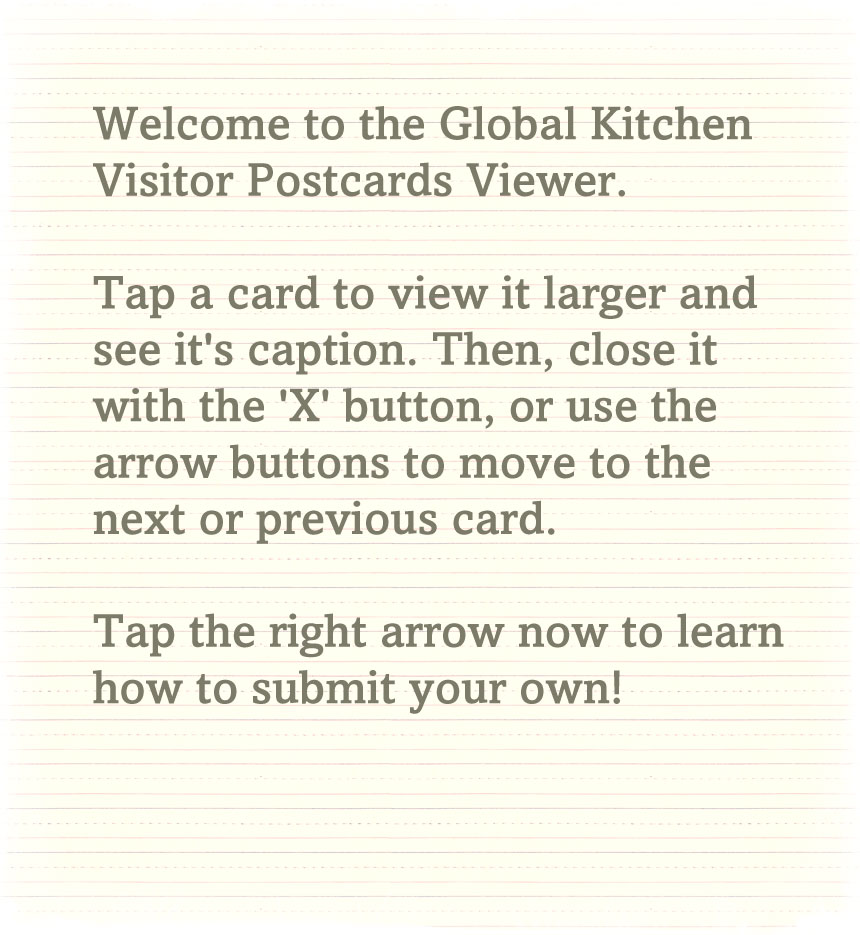 Welcome to the Global Kitchen
Visitor Postcards Viewer.
Tap a card to view it larger and
see it's caption. Then, close it
with the 'X' button, or use the
arrow buttons to move to the
next or previous card.
Tap the right arrow now to learn
how to submit your own!